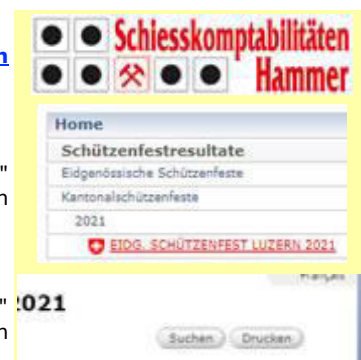 Schiesskomptabilitäten
Hammer
n
Home
Schützenfestresultate
Eidgenössische Schützenfeste
"
n
Kantonalschützenfeste
2021
EIDG. SCHÜTZENFEST LUZERN 2021
Français
"
2021
n
Suchen
Drucken